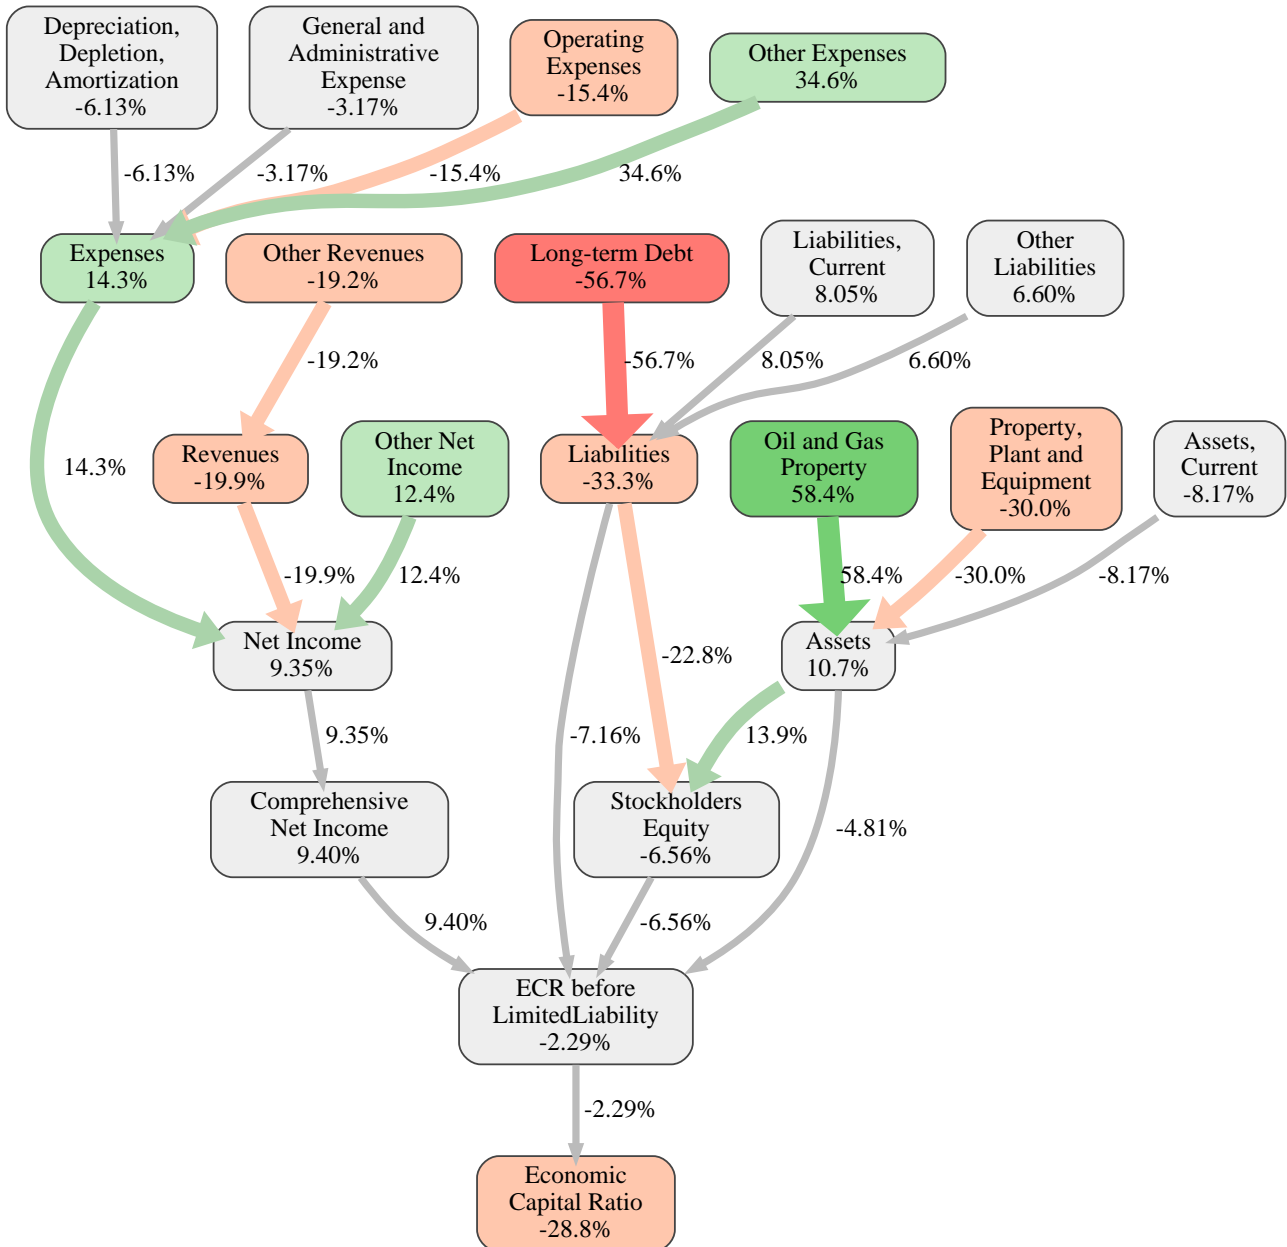 Depreciation,
Depletion,
Amortization
-6.13%
General and
Administrative
Expense
-3.17%
Operating
Expenses
-15.4%
Other Expenses
34.6%
-6.13%
-3.17%
-15.4%
34.6%
Expenses
14.3%
Other Revenues
-19.2%
Long-term Debt
-56.7%
Liabilities,
Current
8.05%
Other
Liabilities
6.60%
-19.2%
-56.7%
8.05%
6.60%
14.3%
Revenues
-19.9%
Other Net
Income
12.4%
Liabilities
-33.3%
Oil and Gas
Property
58.4%
Property,
Plant and
Equipment
-30.0%
Assets,
Current
-8.17%
-19.9%
12.4%
58.4%
-30.0%
-8.17%
Net Income
9.35%
-22.8%
Assets
10.7%
9.35%
-7.16%
13.9%
Comprehensive
Net Income
9.40%
Stockholders
Equity
-6.56%
-4.81%
9.40%
-6.56%
ECR before
LimitedLiability
-2.29%
-2.29%
Economic
Capital Ratio
-28.8%